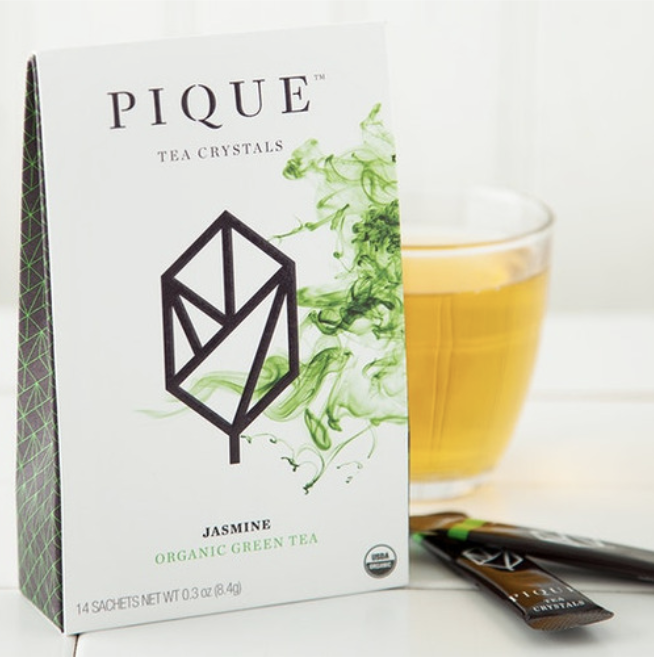 PIQUE™
TEA CRYSTALS
JASMINE
ORGANIC GREEN TEA
USDA
ORGANIC
14 SACHETS NET WT 0.3 oz (8.4g)
PIQUE
TEA
CRYSTALS